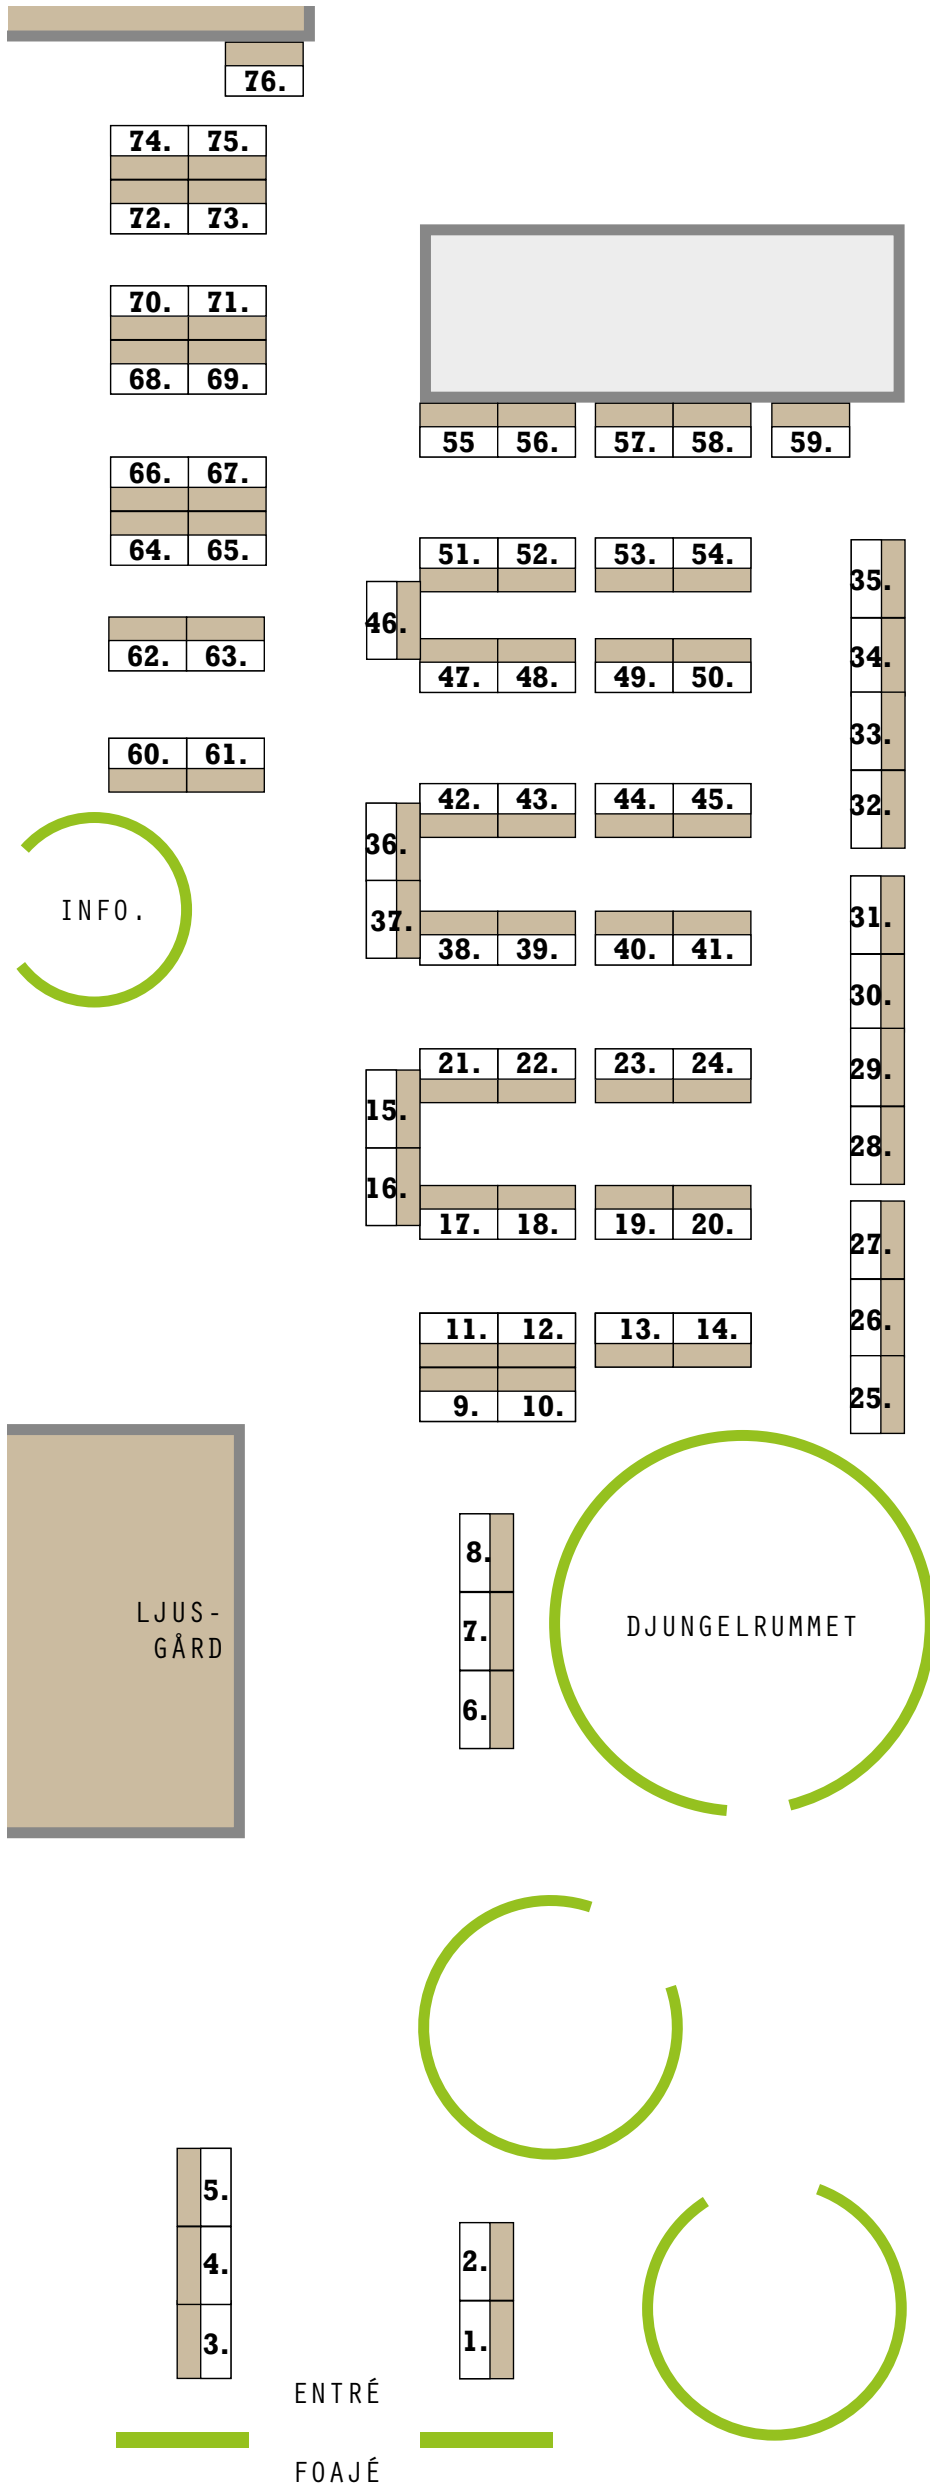 76.
74. 75.
72. 73.
70. 71.
68. 69.
55 56. 57. 58. 59.
66. 67.
64. 65.
51. 52. 53. 54.
35.
46.
62. 63.
34.
47. 48. 49. 50.
33.
60. 61.
32.
42. 43. 44. 45.
36.
INFO.
31.
37.
38. 39. 40. 41.
30.
21. 22. 23. 24.
29.
15.
28.
16.
17. 18. 19. 20.
27.
26.
11. 12. 13. 14.
25.
9. 10.
8.
LJUS-
GÅRD
DJUNGELRUMMET
7.
6.
5.
4.
2.
3.
1.
ENTRÉ
FOAJÉ